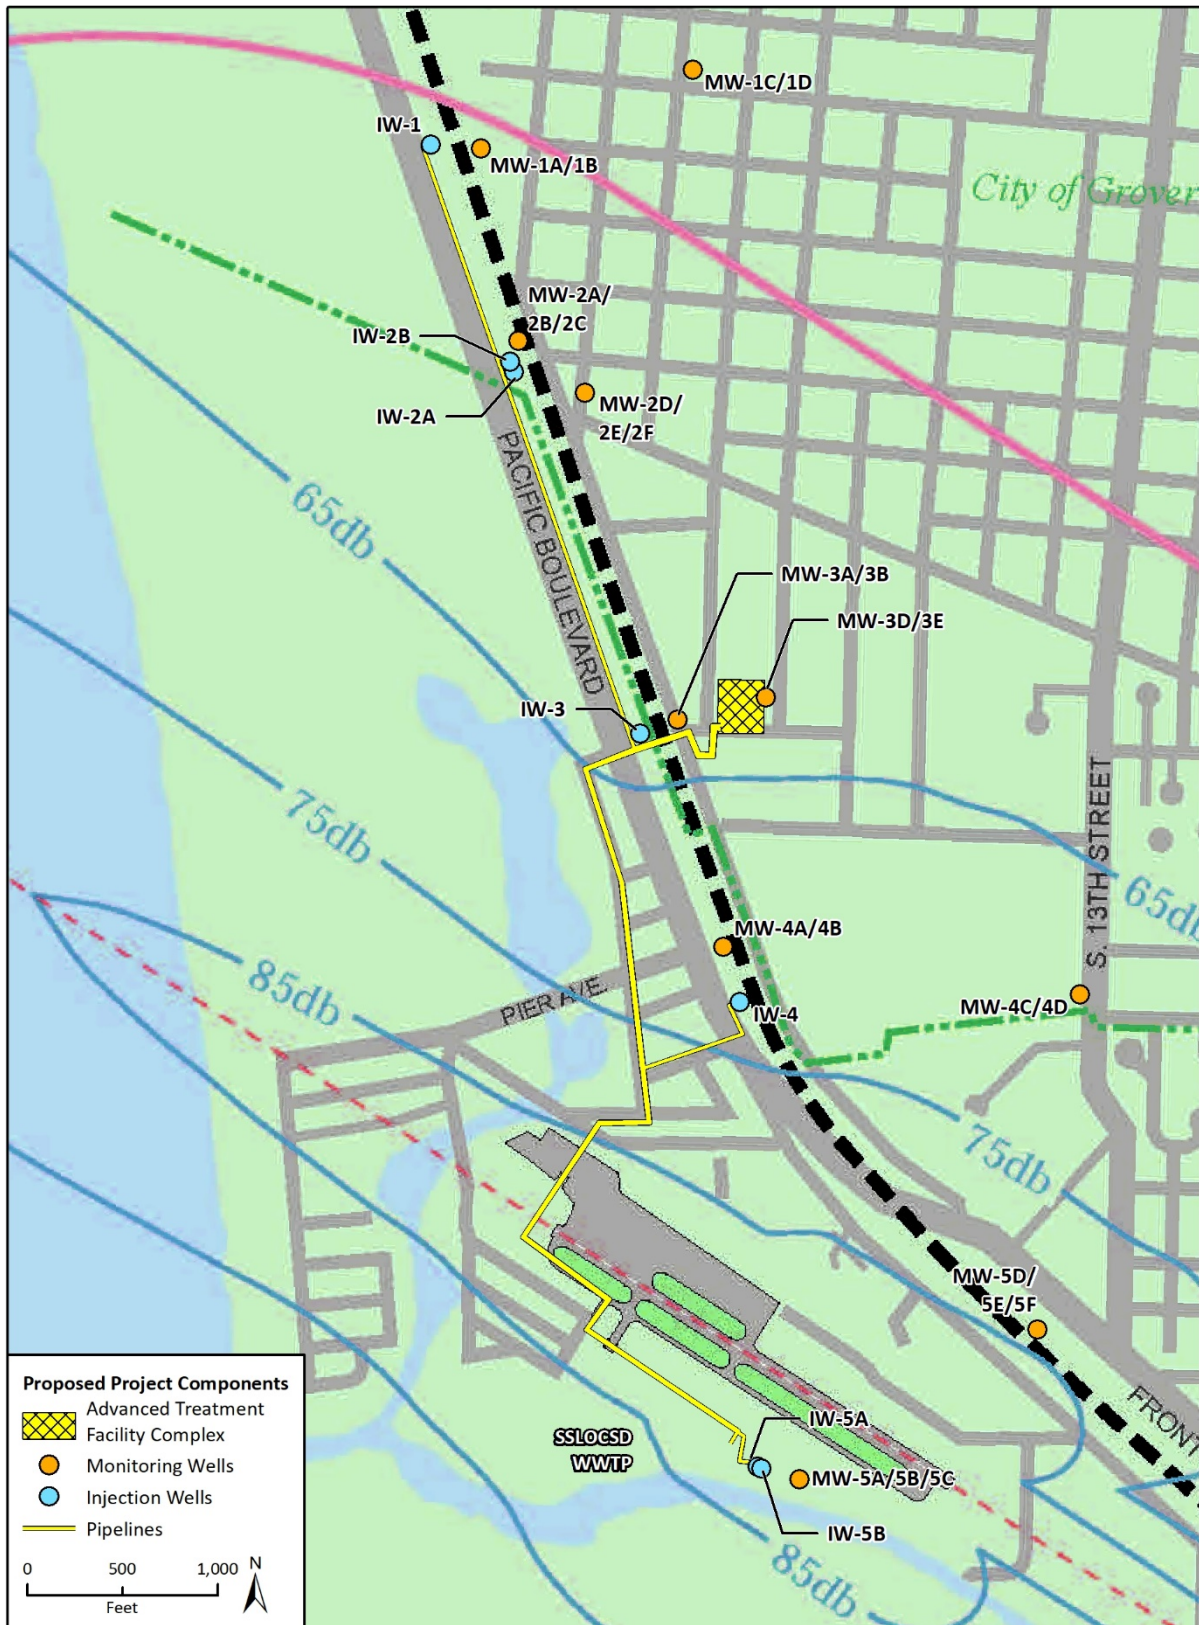 MW-1C/1D
IW-1
MW-1A/1B
City of Grover
MW-2A/
2B/2C
IW-2B
IW-2A
MW-2D/
2E/2F
65db
PACIFIC BOULEVARD
MW-3A/3B
MW-3D/3E
IW-3
75db
65db
S. 13TH STREET
MW-4A/4B
85db
PIER AVE.
IW-4
MW-4C/4D
75db
MW-5D/
5E/5F
FRONT
IW-5A
SSLOCSD
WWTP
MW-5A/5B/5C
IW-5B
85db
Proposed Project Components
Advanced Treatment
Facility Complex
Monitoring Wells
Injection Wells
Pipelines
0 500 1,000
Feet
N